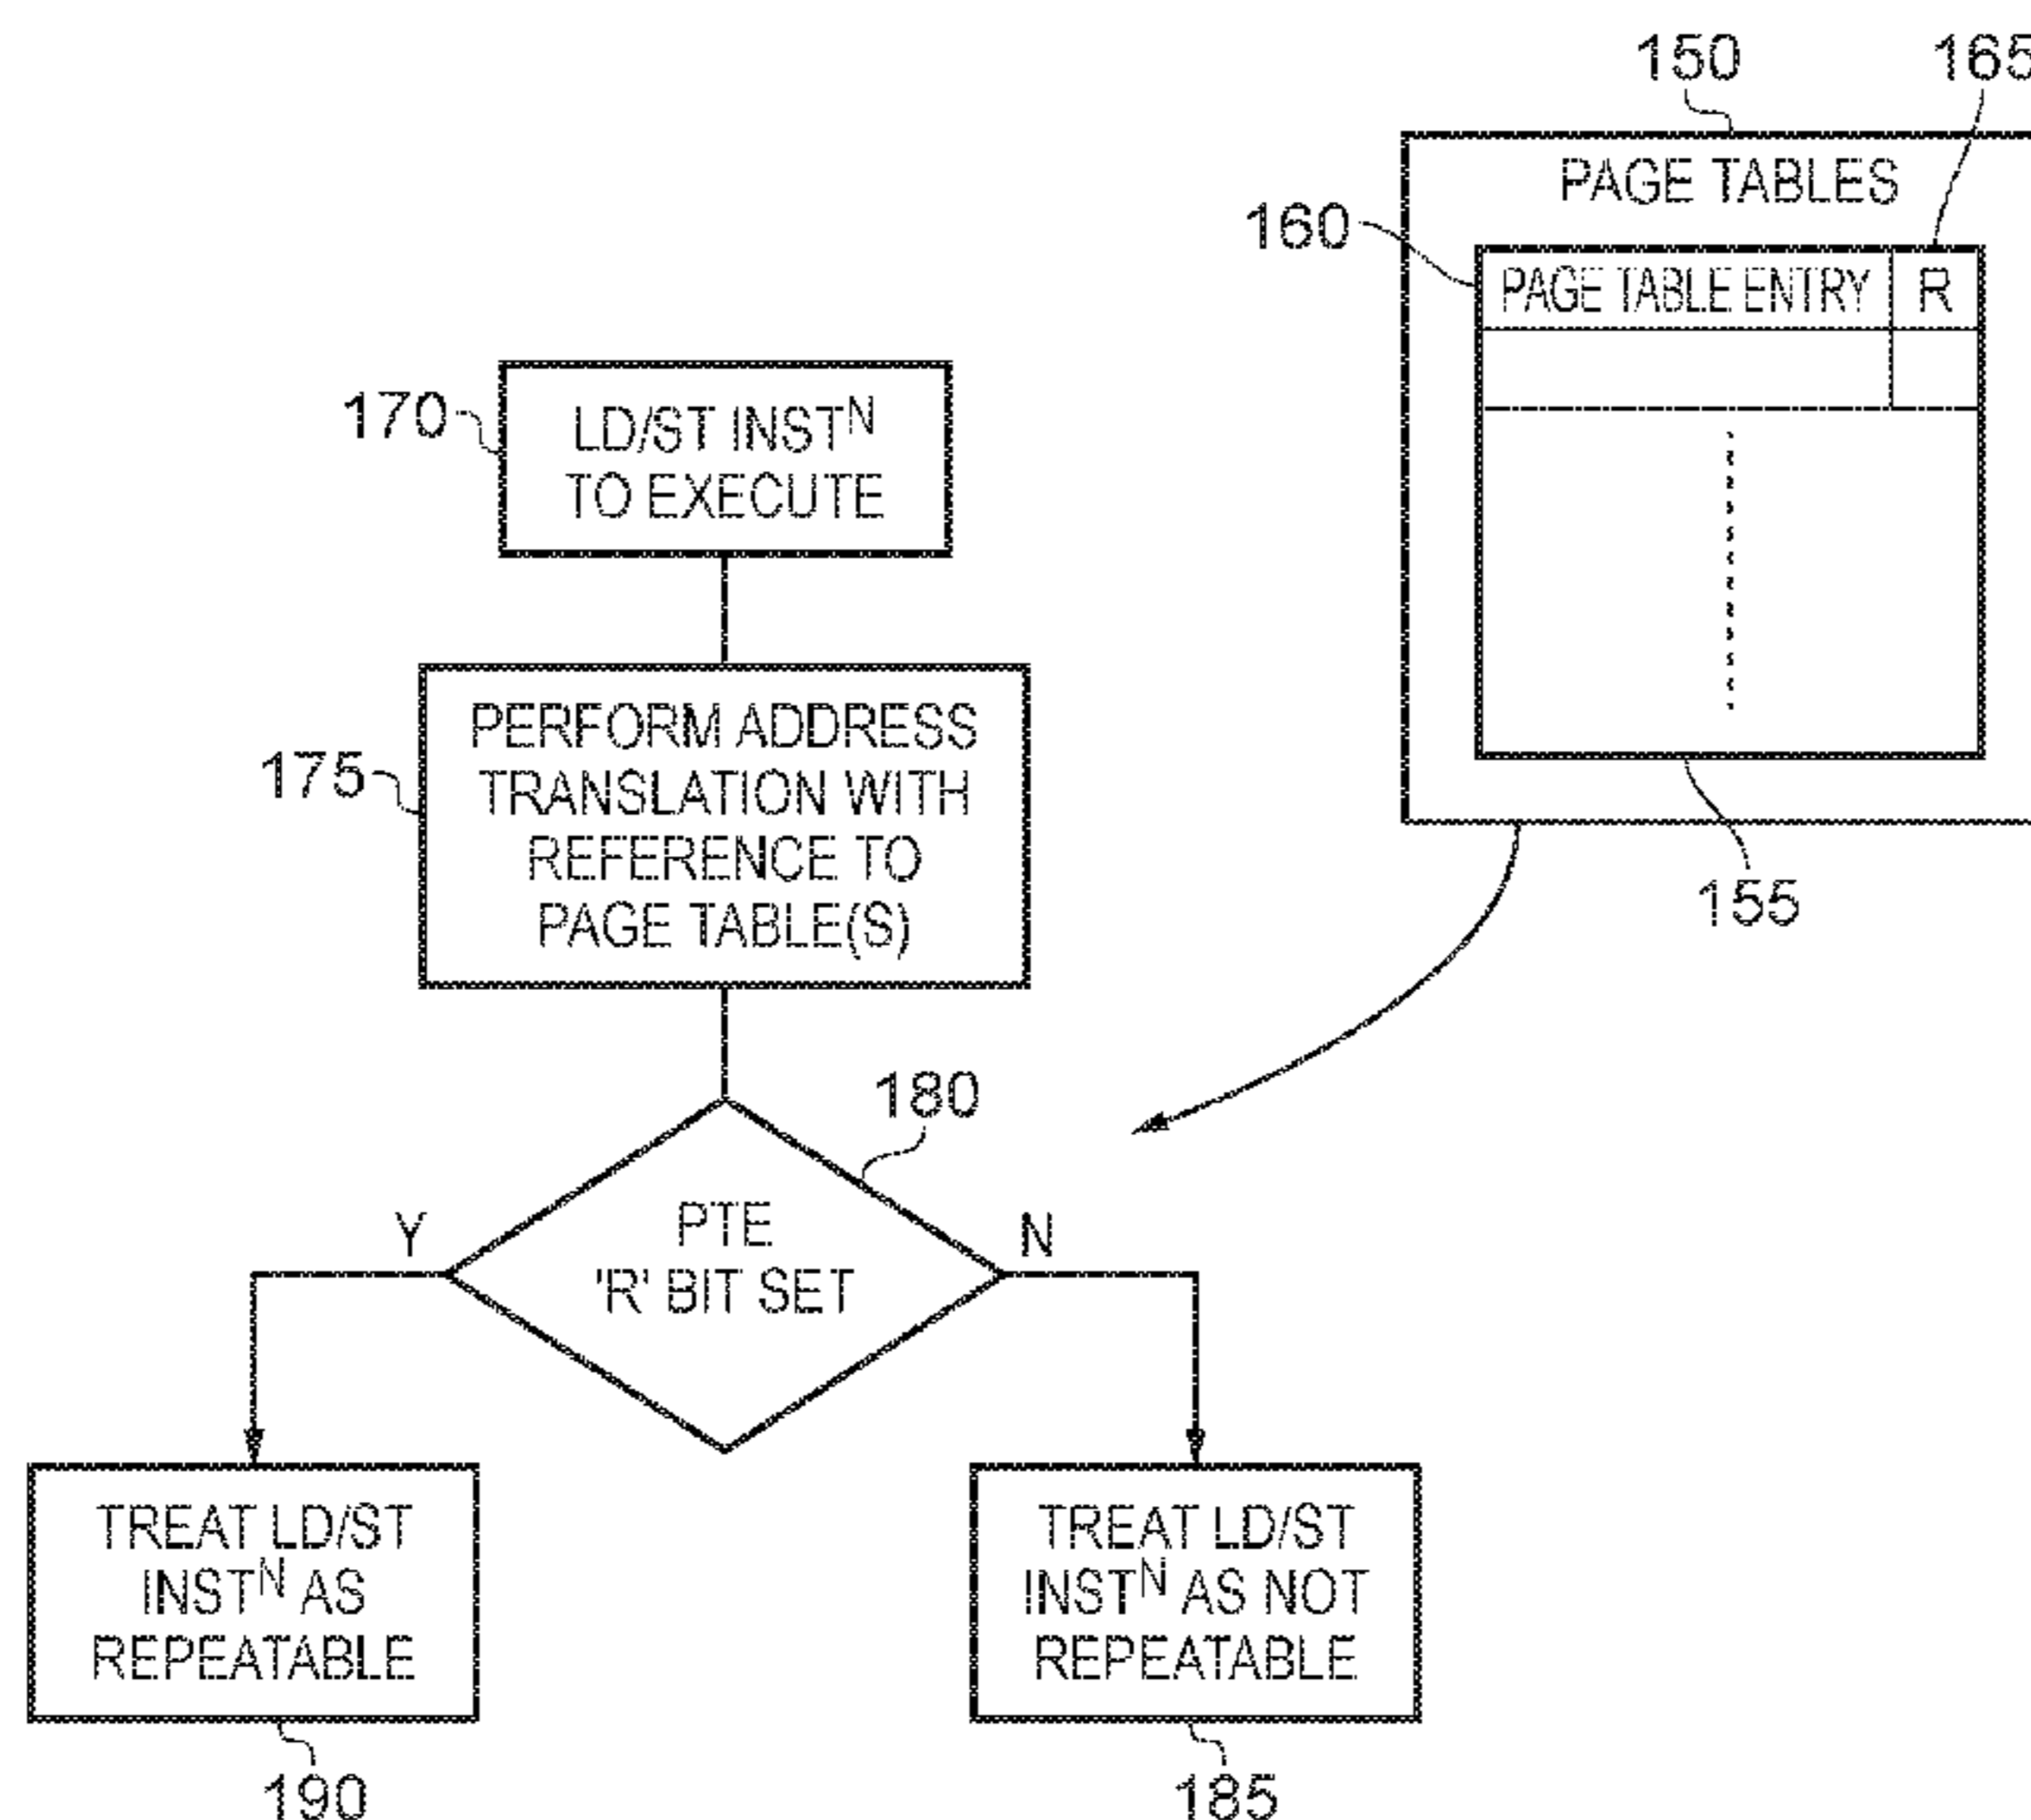 150
165
PAGE TABLES
160
PAGE TABLE ENTRY
R
155
170
LD/ST INSTᴺ
TO EXECUTE
175
PERFORM ADDRESS
TRANSLATION WITH
REFERENCE TO
PAGE TABLE(S)
180
PTE
'R' BIT SET
Y
N
TREAT LD/ST
INSTᴺ AS
REPEATABLE
190
TREAT LD/ST
INSTᴺ AS NOT
REPEATABLE
185